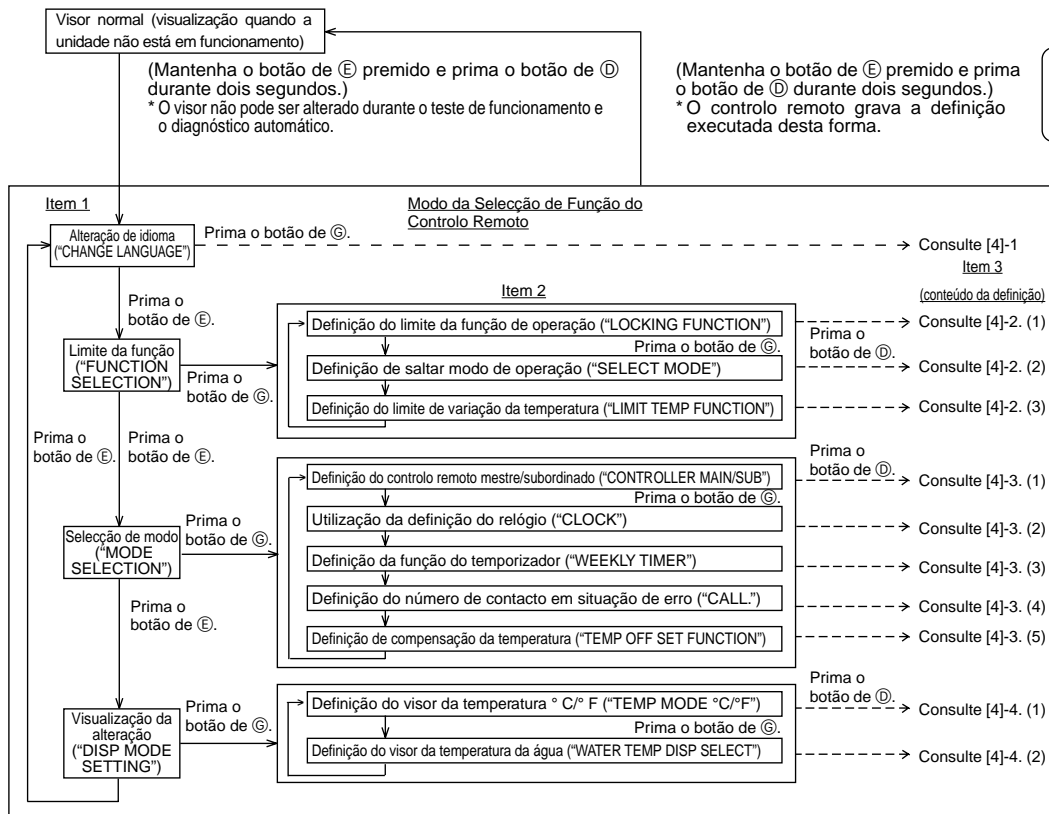 Visor normal (visualização quando a
unidade não está em funcionamento)
(Mantenha o botão de Ⓔ premido e prima o botão de Ⓓ
durante dois segundos.)
* O visor não pode ser alterado durante o teste de funcionamento e
o diagnóstico automático.
(Mantenha o botão de Ⓔ premido e prima
o botão de Ⓓ durante dois segundos.)
* O controlo remoto grava a definição
executada desta forma.
Item 1
Modo da Selecção de Função do
Controlo Remoto
Alteração de idioma
(“CHANGE LANGUAGE”)
Prima o botão de Ⓖ.
Consulte [4]-1
Item 3
(conteúdo da definição)
Prima o
botão de Ⓔ.
Item 2
Limite da função
(“FUNCTION
SELECTION”)
Prima o
botão de Ⓖ.
Definição do limite da função de operação (“LOCKING FUNCTION”)
Prima o botão de Ⓖ.
Definição de saltar modo de operação (“SELECT MODE”)
Definição do limite de variação da temperatura (“LIMIT TEMP FUNCTION”)
Prima o
botão de Ⓓ.
Consulte [4]-2. (1)
Consulte [4]-2. (2)
Consulte [4]-2. (3)
Prima o
botão de Ⓔ.
Prima o
botão de Ⓔ.
Selecção de modo
(“MODE
SELECTION”)
Prima o
botão de Ⓖ.
Definição do controlo remoto mestre/subordinado (“CONTROLLER MAIN/SUB”)
Prima o botão de Ⓖ.
Utilização da definição do relógio (“CLOCK”)
Definição da função do temporizador (“WEEKLY TIMER”)
Definição do número de contacto em situação de erro (“CALL.”)
Definição de compensação da temperatura (“TEMP OFF SET FUNCTION”)
Prima o
botão de Ⓓ.
Consulte [4]-3. (1)
Consulte [4]-3. (2)
Consulte [4]-3. (3)
Consulte [4]-3. (4)
Consulte [4]-3. (5)
Prima o
botão de Ⓔ.
Visualização da
alteração
(“DISP MODE
SETTING”)
Prima o
botão de Ⓖ.
Definição do visor da temperatura ° C/° F (“TEMP MODE °C/°F”)
Prima o botão de Ⓖ.
Definição do visor da temperatura da água (“WATER TEMP DISP SELECT”)
Prima o
botão de Ⓓ.
Consulte [4]-4. (1)
Consulte [4]-4. (2)